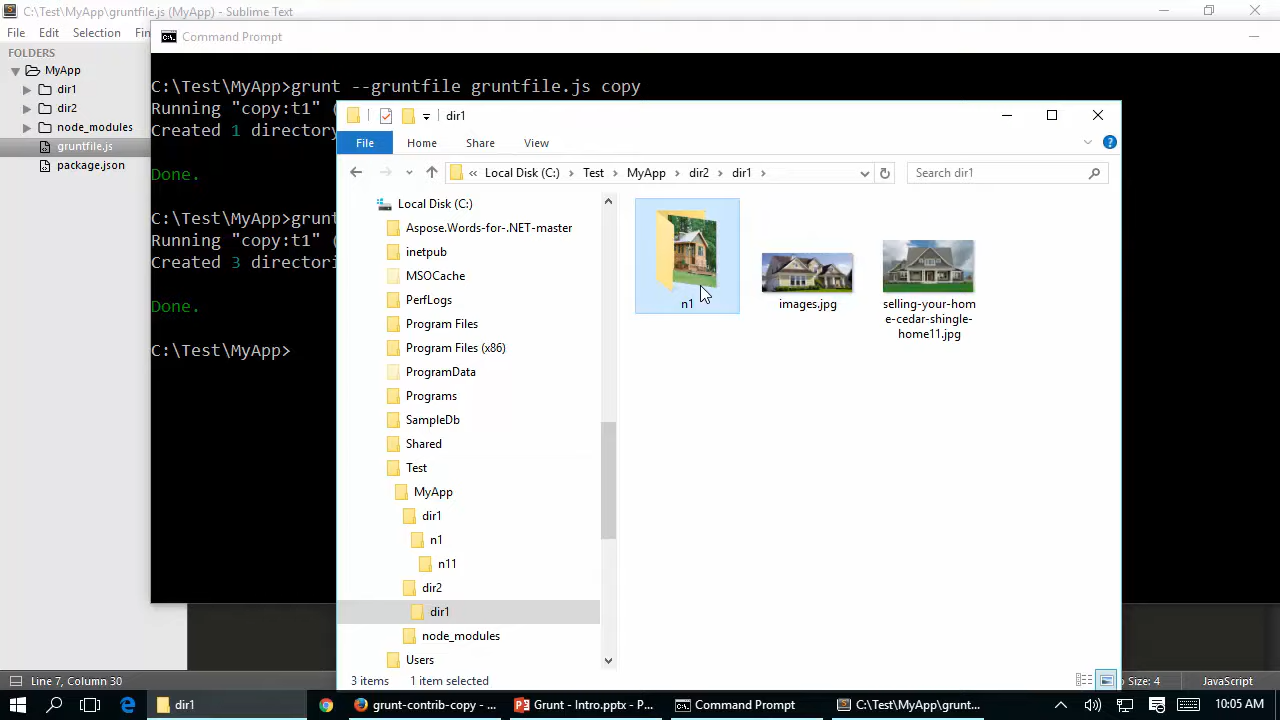 C:\Test\MyApp\gruntfile.js (MyApp) - Sublime Text
File Edit Selection Fin
FOLDERS
MyApp
dir1
dir2
node_modules
gruntfile.js
package.json
Command Prompt
C:\Test\MyApp>grunt --gruntfile gruntfile.js copy
Running "copy:t1" (
Created 1 directory
Done.
C:\Test\MyApp>grunt
Running "copy:t1" (
Created 3 directori
Done.
C:\Test\MyApp>
dir1
File Home Share View
« Local Disk (C:) > Test > MyApp > dir2 > dir1 >
Search dir1
Local Disk (C:)
Aspose.Words-for-.NET-master
inetpub
MSOCache
PerfLogs
Program Files
Program Files (x86)
ProgramData
Programs
SampleDb
Shared
Test
MyApp
dir1
n1
n11
dir2
dir1
node_modules
Users
n1
images.jpg
selling-your-hom
e-cedar-shingle-
home11.jpg
3 items 1 item selected
Line 7, Column 30
Size: 4
JavaScript
dir1
grunt-contrib-copy - ...
Grunt - Intro.pptx - P...
Command Prompt
C:\Test\MyApp\grunt...
10:05 AM